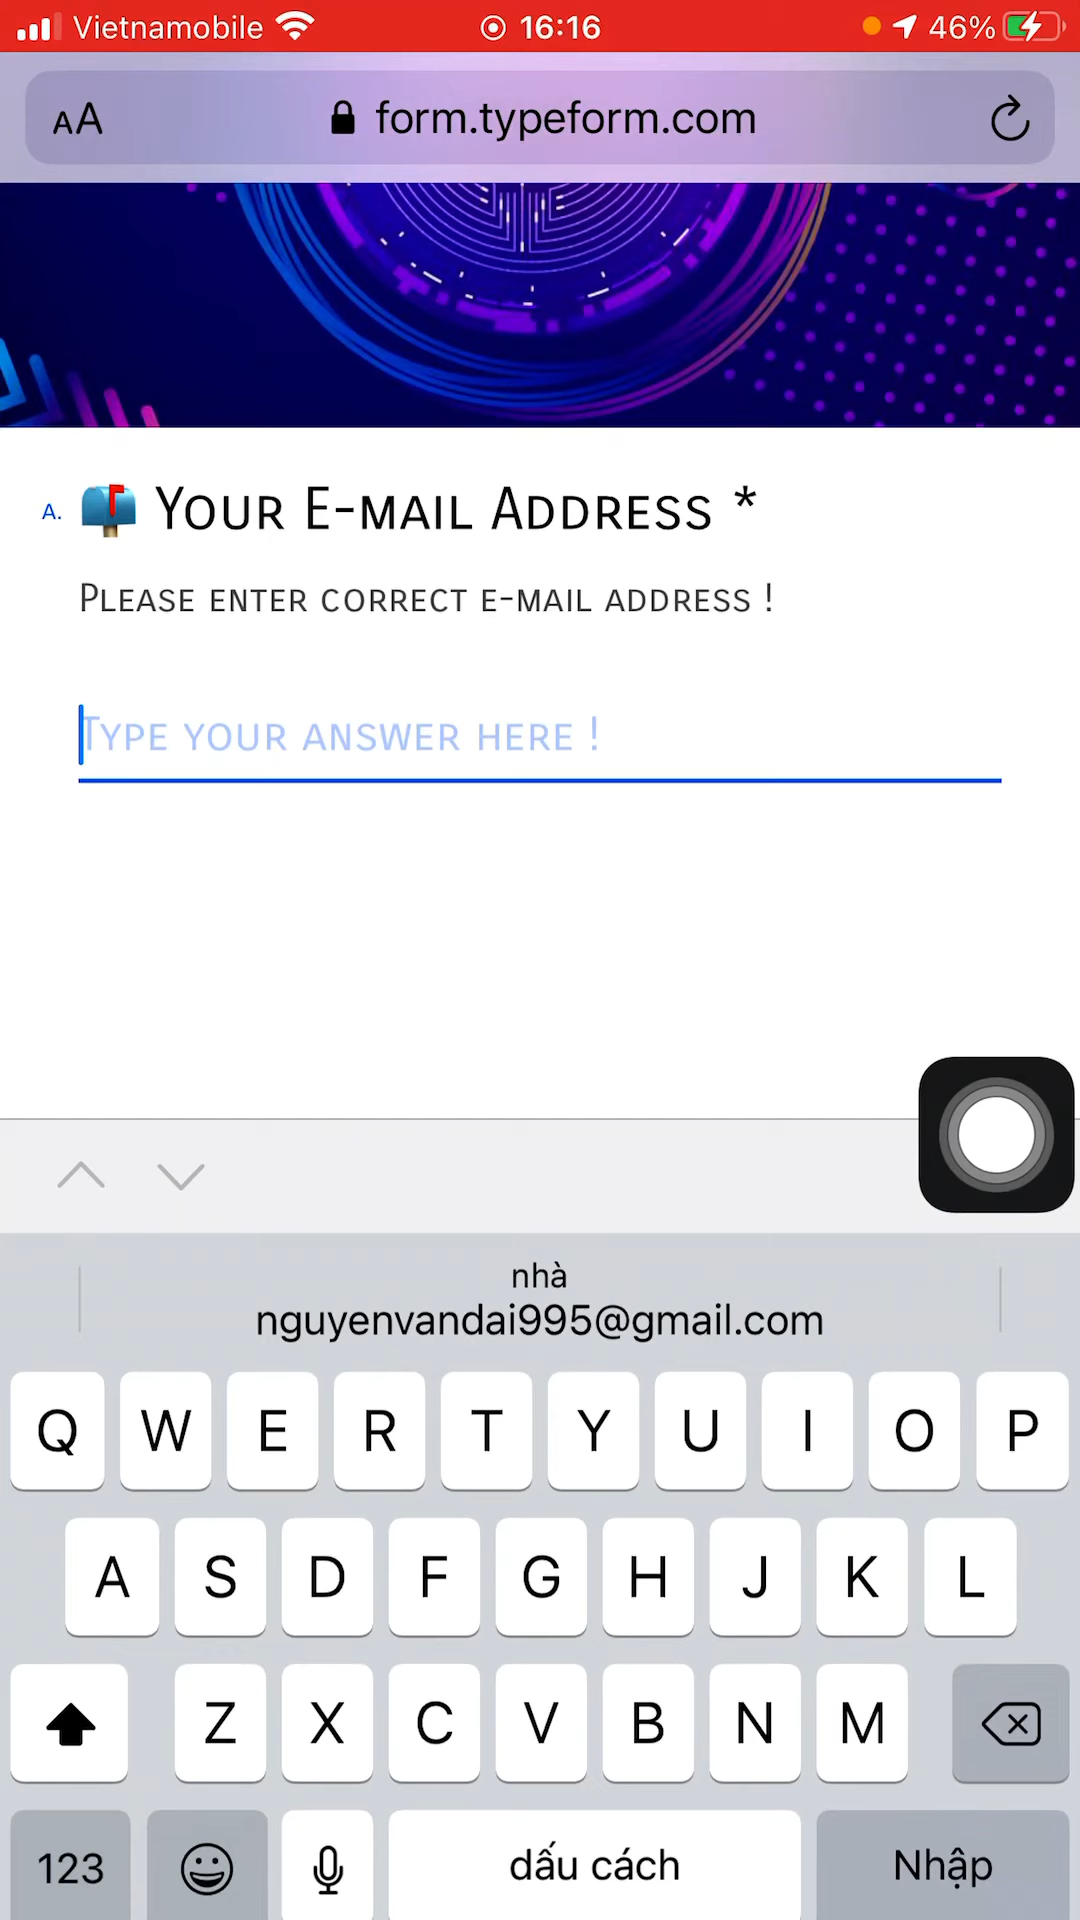 Vietnamobile 16:16 46%
AA form.typeform.com
A. Your E-mail Address *
Please enter correct e-mail address !
Type your answer here !
nhà
nguyenvandai995@gmail.com
Q W E R T Y U I O P
A S D F G H J K L
Z X C V B N M
123 dấu cách Nhập